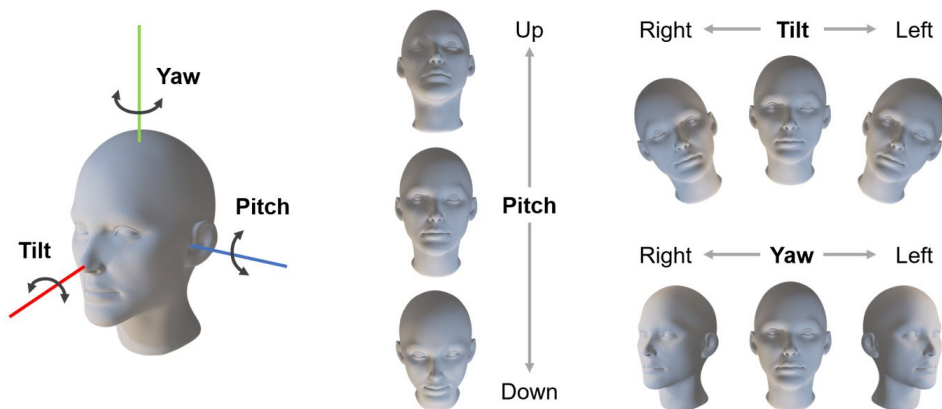 Yaw
Pitch
Tilt
Up
Pitch
Down
Right Tilt Left
Right Yaw Left